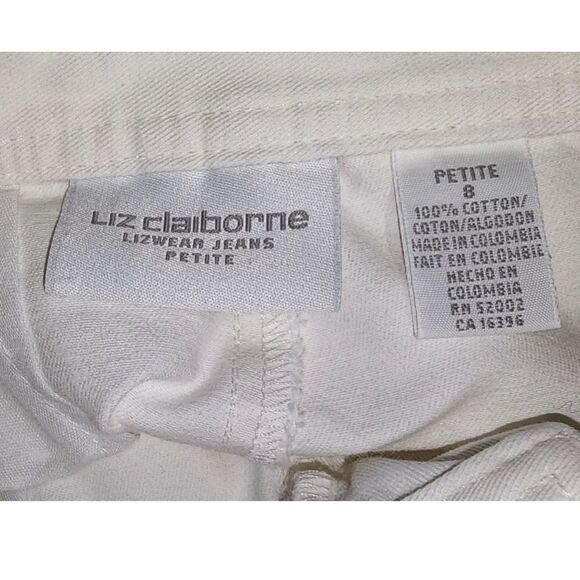 Liz claiborne
LIZWEAR JEANS
PETITE
PETITE
8
100% COTTON/
COTON/ALGODON
MADE IN COLOMBIA
FAIT EN COLOMBIE
HECHO EN
COLOMBIA
RN 52002
CA 16396